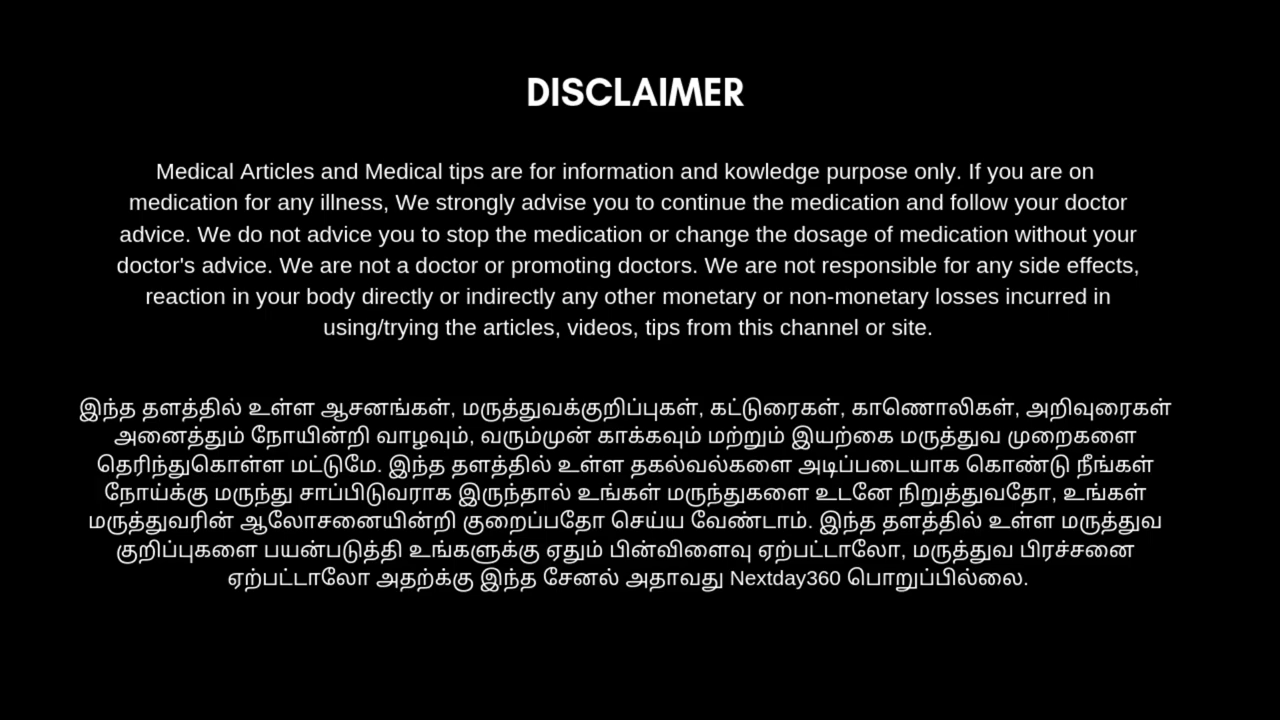 DISCLAIMER
Medical Articles and Medical tips are for information and kowledge purpose only. If you are on
medication for any illness, We strongly advise you to continue the medication and follow your doctor
advice. We do not advice you to stop the medication or change the dosage of medication without your
doctor's advice. We are not a doctor or promoting doctors. We are not responsible for any side effects,
reaction in your body directly or indirectly any other monetary or non-monetary losses incurred in
using/trying the articles, videos, tips from this channel or site.
இந்த தளத்தில் உள்ள ஆசனங்கள், மருத்துவக்குறிப்புகள், கட்டுரைகள், காணொலிகள், அறிவுரைகள்
அனைத்தும் நோயின்றி வாழவும், வரும்முன் காக்கவும் மற்றும் இயற்கை மருத்துவ முறைகளை
தெரிந்துகொள்ள மட்டுமே. இந்த தளத்தில் உள்ள தகல்வல்களை அடிப்படையாக கொண்டு நீங்கள்
நோய்க்கு மருந்து சாப்பிடுவராக இருந்தால் உங்கள் மருந்துகளை உடனே நிறுத்துவதோ, உங்கள்
மருத்துவரின் ஆலோசனையின்றி குறைப்பதோ செய்ய வேண்டாம். இந்த தளத்தில் உள்ள மருத்துவ
குறிப்புகளை பயன்படுத்தி உங்களுக்கு ஏதும் பின்விளைவு ஏற்பட்டாலோ, மருத்துவ பிரச்சனை
ஏற்பட்டாலோ அதற்க்கு இந்த சேனல் அதாவது Nextday360 பொறுப்பில்லை.